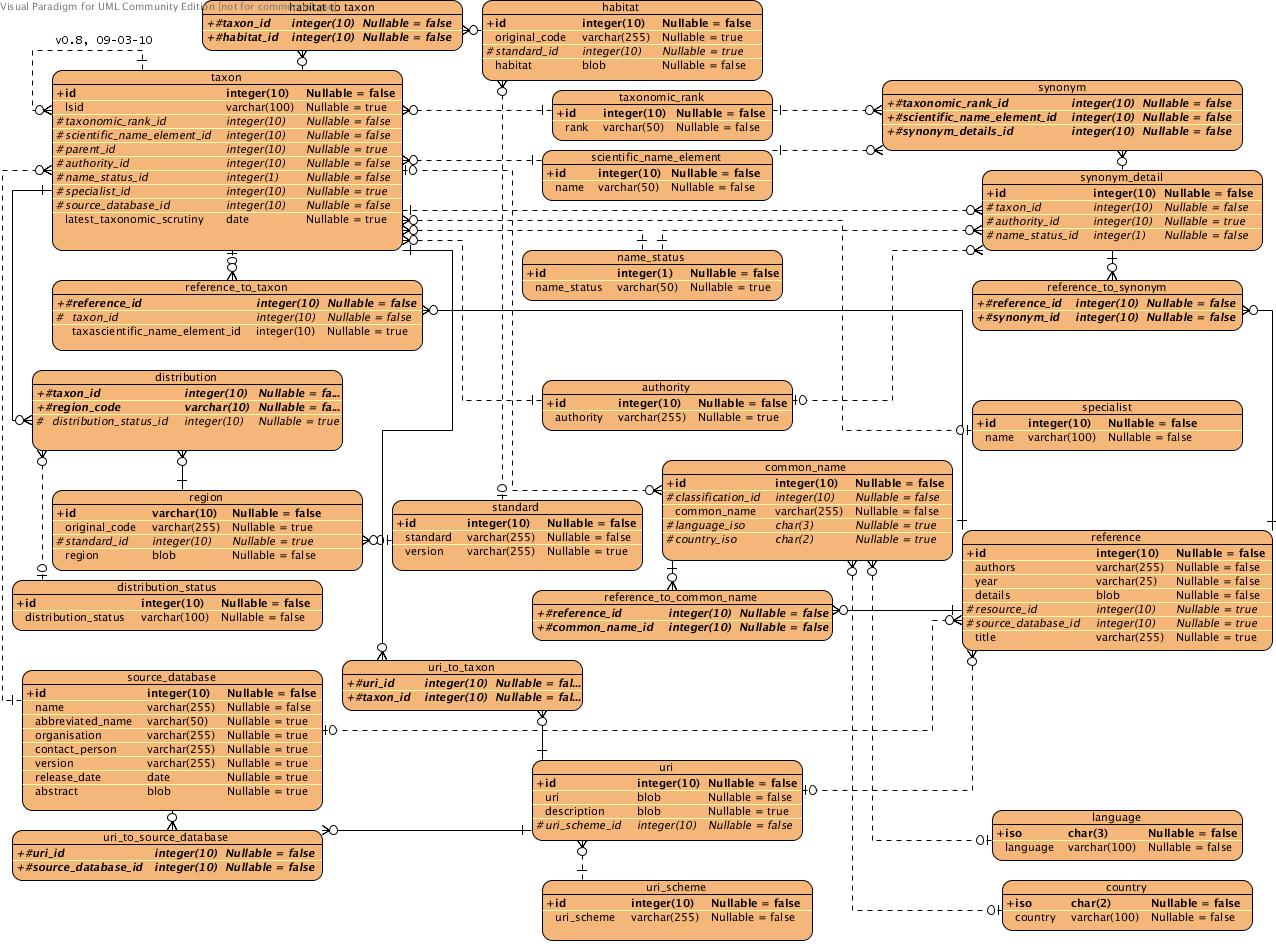 Visual Paradigm for UML Community Edition [not for commercial use]
v0.8, 09-03-10
habitat_to_taxon
+#taxon_id integer(10) Nullable = false
+#habitat_id integer(10) Nullable = false
habitat
+id integer(10) Nullable = false
original_code varchar(255) Nullable = true
#standard_id integer(10) Nullable = true
habitat blob Nullable = false
taxon
+id integer(10) Nullable = false
lsid varchar(100) Nullable = true
#taxonomic_rank_id integer(10) Nullable = false
#scientific_name_element_id integer(10) Nullable = false
#parent_id integer(10) Nullable = true
#authority_id integer(10) Nullable = false
#name_status_id integer(1) Nullable = false
#specialist_id integer(10) Nullable = true
#source_database_id integer(10) Nullable = false
latest_taxonomic_scrutiny date Nullable = true
taxonomic_rank
+id integer(10) Nullable = false
rank varchar(50) Nullable = false
scientific_name_element
+id integer(10) Nullable = false
name varchar(50) Nullable = false
synonym
+#taxonomic_rank_id integer(10) Nullable = false
+#scientific_name_element_id integer(10) Nullable = false
+#synonym_details_id integer(10) Nullable = false
synonym_detail
+id integer(10) Nullable = false
#taxon_id integer(10) Nullable = false
#authority_id integer(10) Nullable = true
#name_status_id integer(1) Nullable = false
name_status
+id integer(1) Nullable = false
name_status varchar(50) Nullable = true
reference_to_taxon
+#reference_id integer(10) Nullable = false
# taxon_id integer(10) Nullable = false
taxascientific_name_element_id integer(10) Nullable = true
reference_to_synonym
+#reference_id integer(10) Nullable = false
+#synonym_id integer(10) Nullable = false
distribution
+#taxon_id integer(10) Nullable = fa...
+#region_code varchar(10) Nullable = fa...
# distribution_status_id integer(10) Nullable = true
authority
+id integer(10) Nullable = false
authority varchar(255) Nullable = true
specialist
+id integer(10) Nullable = false
name varchar(100) Nullable = false
region
+id varchar(10) Nullable = false
original_code varchar(255) Nullable = true
#standard_id integer(10) Nullable = true
region blob Nullable = false
standard
+id integer(10) Nullable = false
standard varchar(255) Nullable = false
version varchar(255) Nullable = true
common_name
+id integer(10) Nullable = false
#classification_id integer(10) Nullable = false
common_name varchar(255) Nullable = false
#language_iso char(3) Nullable = true
#country_iso char(2) Nullable = true
reference
+id integer(10) Nullable = false
authors varchar(255) Nullable = true
year varchar(25) Nullable = true
details blob Nullable = true
#resource_id integer(10) Nullable = true
#source_database_id integer(10) Nullable = true
title varchar(255) Nullable = true
distribution_status
+id integer(10) Nullable = false
distribution_status varchar(100) Nullable = false
reference_to_common_name
+#reference_id integer(10) Nullable = false
+#common_name_id integer(10) Nullable = false
uri_to_taxon
+#uri_id integer(10) Nullable = fal...
+#taxon_id integer(10) Nullable = fal...
source_database
+id integer(10) Nullable = false
name varchar(255) Nullable = false
abbreviated_name varchar(50) Nullable = true
organisation varchar(255) Nullable = true
contact_person varchar(255) Nullable = true
version varchar(255) Nullable = true
release_date date Nullable = true
abstract blob Nullable = true
uri
+id integer(10) Nullable = false
uri blob Nullable = false
description blob Nullable = true
#uri_scheme_id integer(10) Nullable = false
uri_to_source_database
+#uri_id integer(10) Nullable = false
+#source_database_id integer(10) Nullable = false
language
+iso char(3) Nullable = false
language varchar(100) Nullable = false
uri_scheme
+id integer(10) Nullable = false
uri_scheme varchar(255) Nullable = false
country
+iso char(2) Nullable = false
country varchar(100) Nullable = false